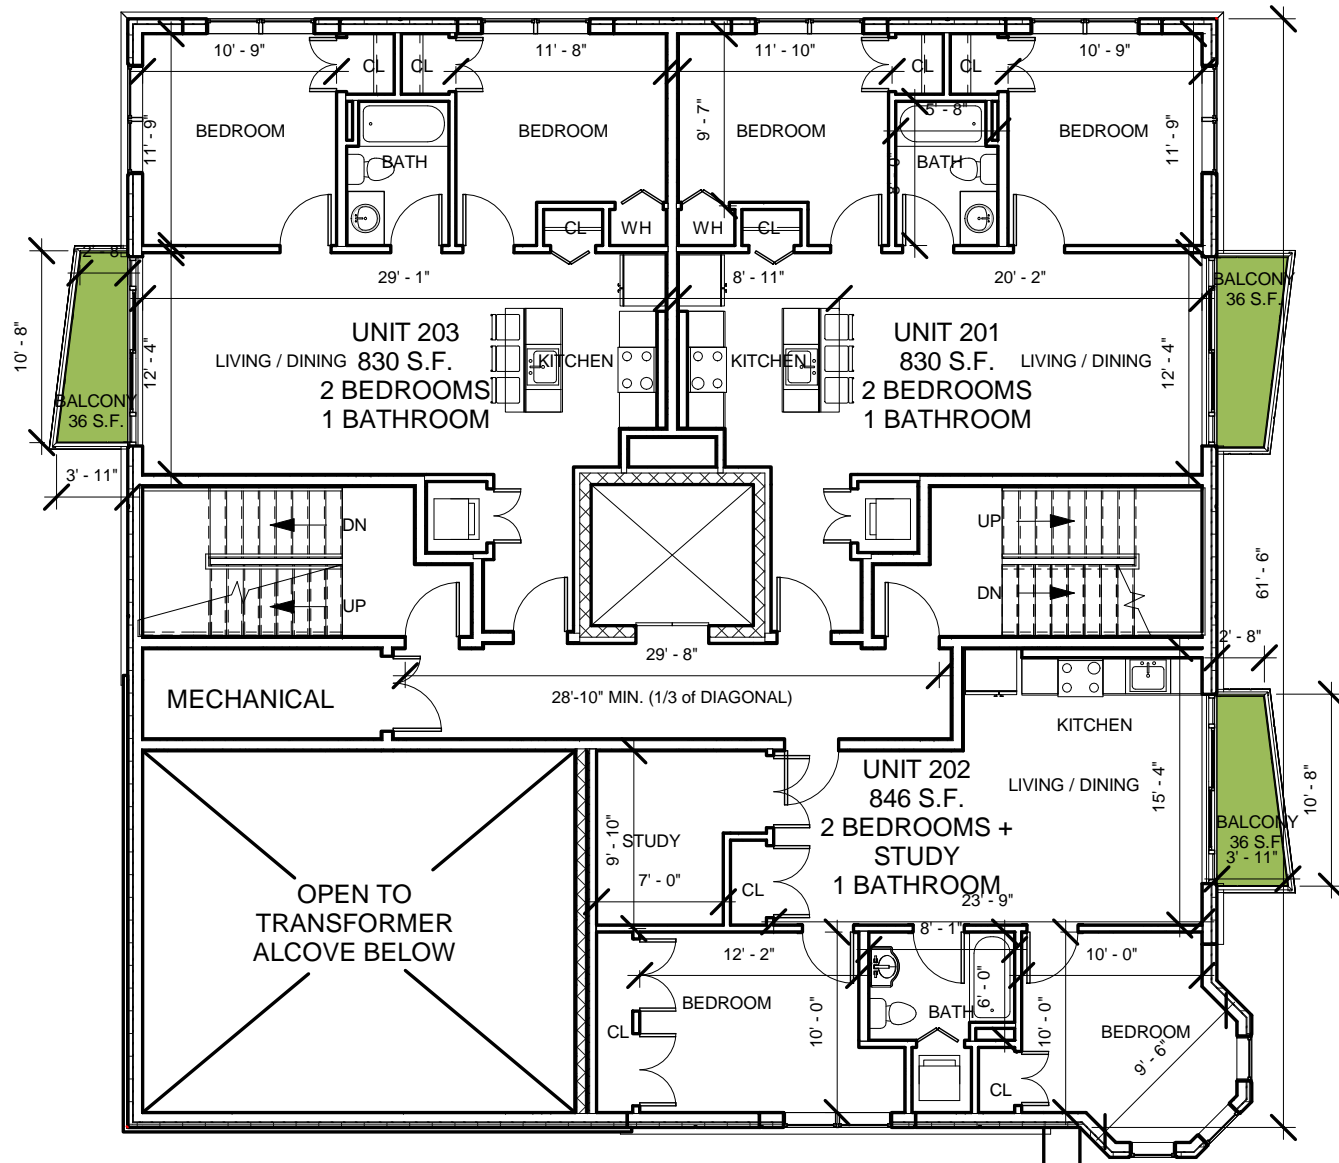 10' - 9"
11' - 8"
11' - 10"
10' - 9"
CL
CL
CL
CL
5' - 8"
9' - 7"
BEDROOM
BEDROOM
BEDROOM
BEDROOM
11' - 9"
11' - 9"
BATH
BATH
CL
WH
WH
CL
2' - 8"
29' - 1"
8' - 11"
20' - 2"
BALCONY
36 S.F.
10' - 8"
UNIT 203
830 S.F.
2 BEDROOMS
1 BATHROOM
UNIT 201
830 S.F.
2 BEDROOMS
1 BATHROOM
LIVING / DINING
KITCHEN
KITCHEN
LIVING / DINING
12' - 4"
12' - 4"
BALCONY
36 S.F.
3' - 11"
DN
UP
UP
DN
61' - 6"
2' - 8"
29' - 8"
28'-10" MIN. (1/3 of DIAGONAL)
MECHANICAL
KITCHEN
UNIT 202
846 S.F.
2 BEDROOMS +
STUDY
1 BATHROOM
LIVING / DINING
15' - 4"
10' - 8"
BALCONY
36 S.F.
3' - 11"
9' - 10"
STUDY
7' - 0"
CL
23' - 9"
OPEN TO
TRANSFORMER
ALCOVE BELOW
8' - 1"
12' - 2"
10' - 0"
6' - 0"
BEDROOM
BATH
BEDROOM
CL
10' - 0"
10' - 0"
9' - 6"
CL